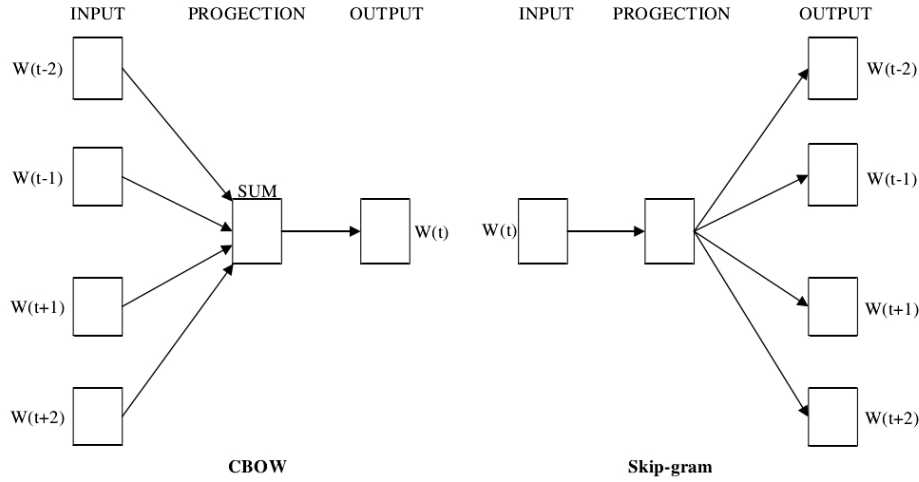 INPUT PROGECTION OUTPUT INPUT PROGECTION OUTPUT
W(t-2) W(t-2)
W(t-1) W(t-1)
SUM
W(t) W(t)
W(t+1) W(t+1)
W(t+2) W(t+2)
CBOW Skip-gram